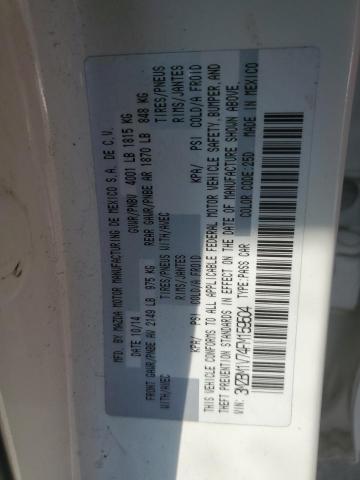 MFD. BY MAZDA MOTOR MANUFACTURING DE MEXICO S.A. DE C.V.
DATE 10/14 GVWR/PNBV 4001 LB 1815 KG
FRONT GAWR/PNBE AV 2149 LB 975 KG REAR GAWR/PNBE AR 1870 LB 848 KG
WITH/AVEC TIRES/PNEUS WITH/AVEC TIRES/PNEUS
RIMS/JANTES RIMS/JANTES
KPA/ PSI COLD/A FROID KPA/ PSI COLD/A FROID
THIS VEHICLE CONFORMS TO ALL APPLICABLE FEDERAL MOTOR VEHICLE SAFETY, BUMPER, AND
THEFT PREVENTION STANDARDS IN EFFECT ON THE DATE OF MANUFACTURE SHOWN ABOVE.
VIN: 3MZBM1V74FM159504 TYPE: PASS CAR COLOR CODE: 25D MADE IN MEXICO